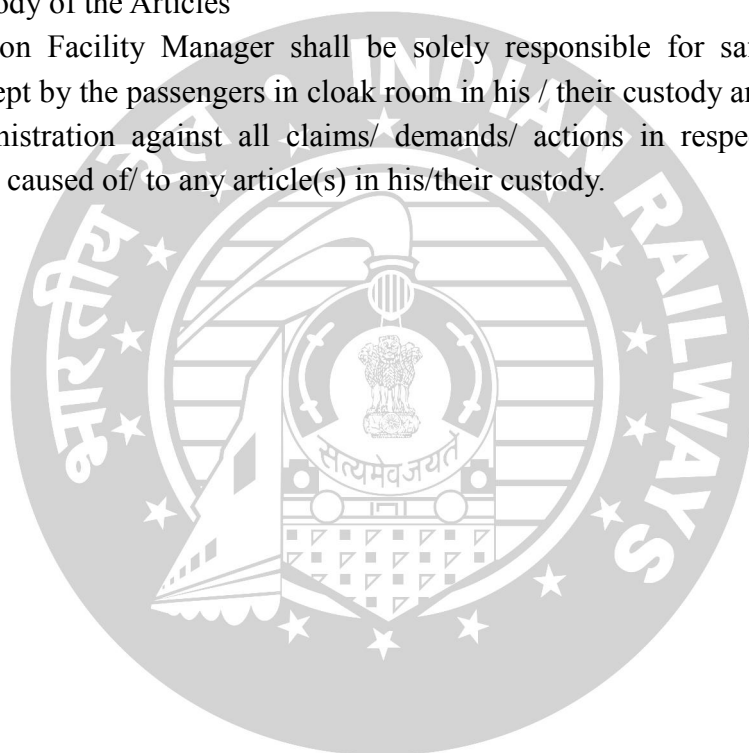 ody of the Articles
on Facility Manager shall be solely responsible for sa
ept by the passengers in cloak room in his / their custody a
nistration against all claims/ demands/ actions in respe
caused of/ to any article(s) in his/their custody.
भारतीय रेल
INDIAN RAILWAYS
सत्यमेव जयते